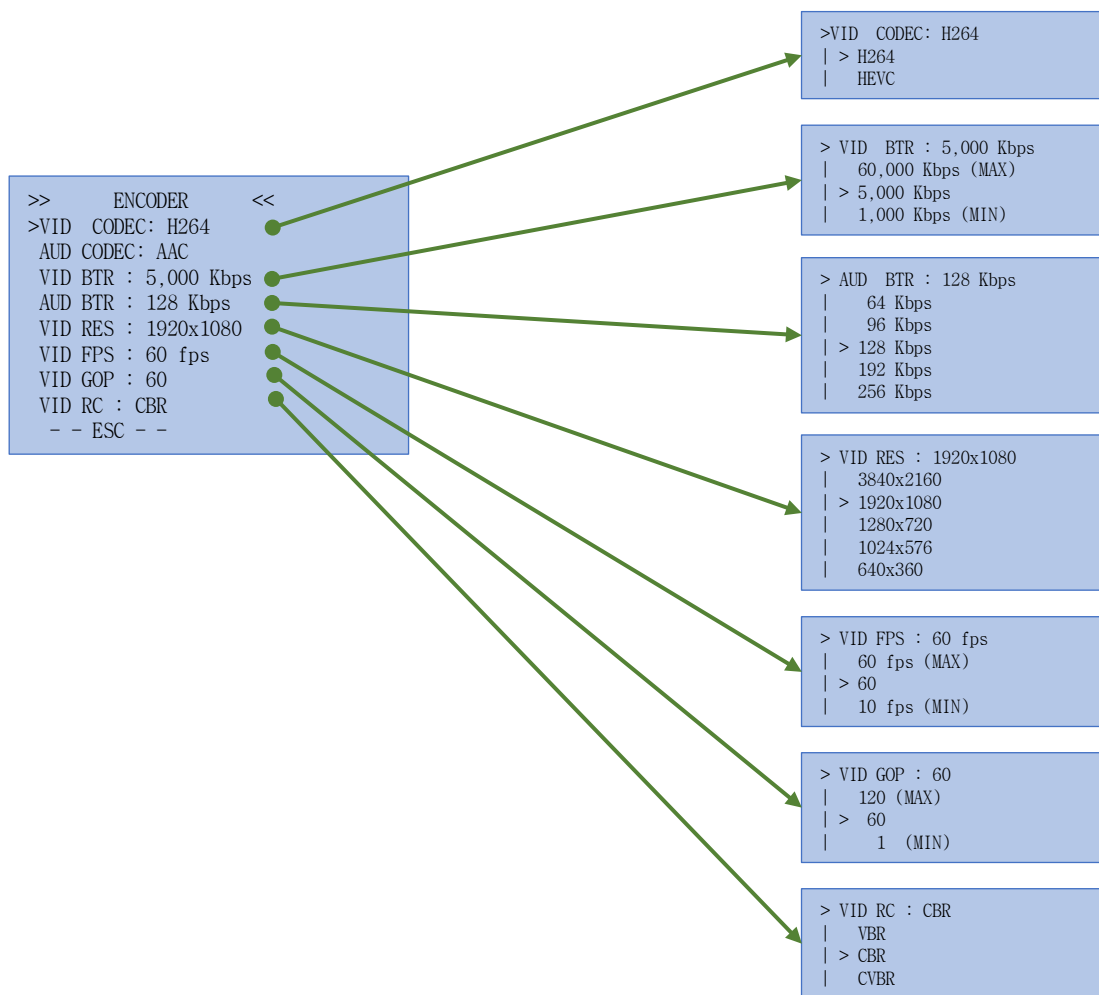 >>      ENCODER      <<
>VID  CODEC: H264
AUD CODEC: AAC
VID BTR : 5,000 Kbps
AUD BTR : 128 Kbps
VID RES : 1920x1080
VID FPS : 60 fps
VID GOP : 60
VID RC : CBR
- - ESC - -
>VID  CODEC: H264
| > H264
|   HEVC
> VID  BTR : 5,000 Kbps
|   60,000 Kbps (MAX)
| > 5,000 Kbps
|   1,000 Kbps (MIN)
> AUD  BTR : 128 Kbps
|    64 Kbps
|    96 Kbps
| > 128 Kbps
|   192 Kbps
|   256 Kbps
> VID RES : 1920x1080
|   3840x2160
| > 1920x1080
|   1280x720
|   1024x576
|   640x360
> VID FPS : 60 fps
|   60 fps (MAX)
| > 60
|   10 fps (MIN)
> VID GOP : 60
|   120 (MAX)
| >  60
|     1  (MIN)
> VID RC : CBR
|   VBR
| > CBR
|   CVBR